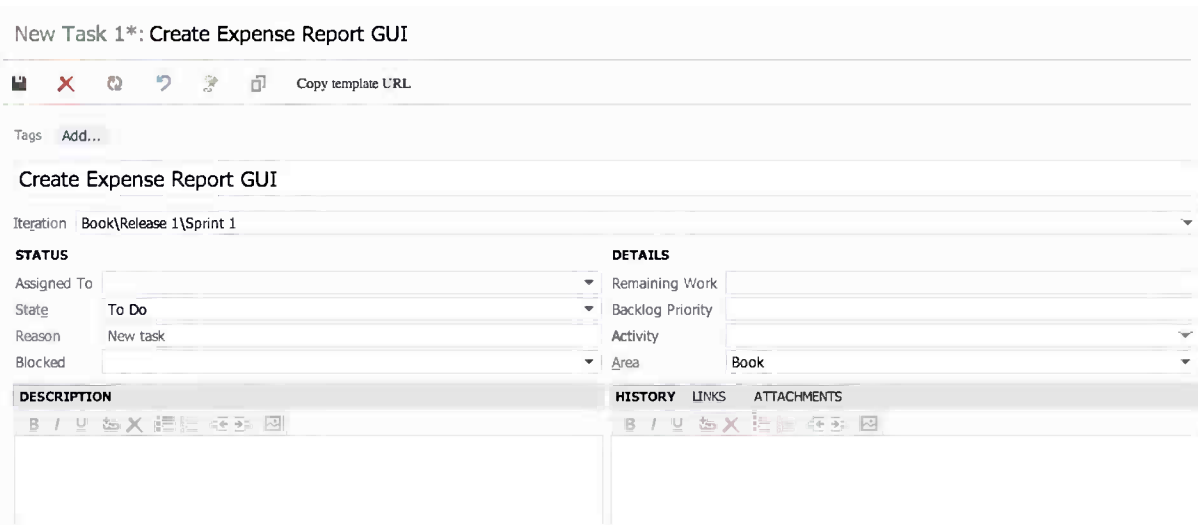 New Task 1*: Create Expense Report GUI
Copy template URL
Tags Add...
Create Expense Report GUI
Iteration Book\Release 1\Sprint 1
STATUS
Assigned To
State To Do
Reason New task
Blocked
DETAILS
Remaining Work
Backlog Priority
Activity
Area Book
DESCRIPTION
B I U
HISTORY LINKS ATTACHMENTS
B I U